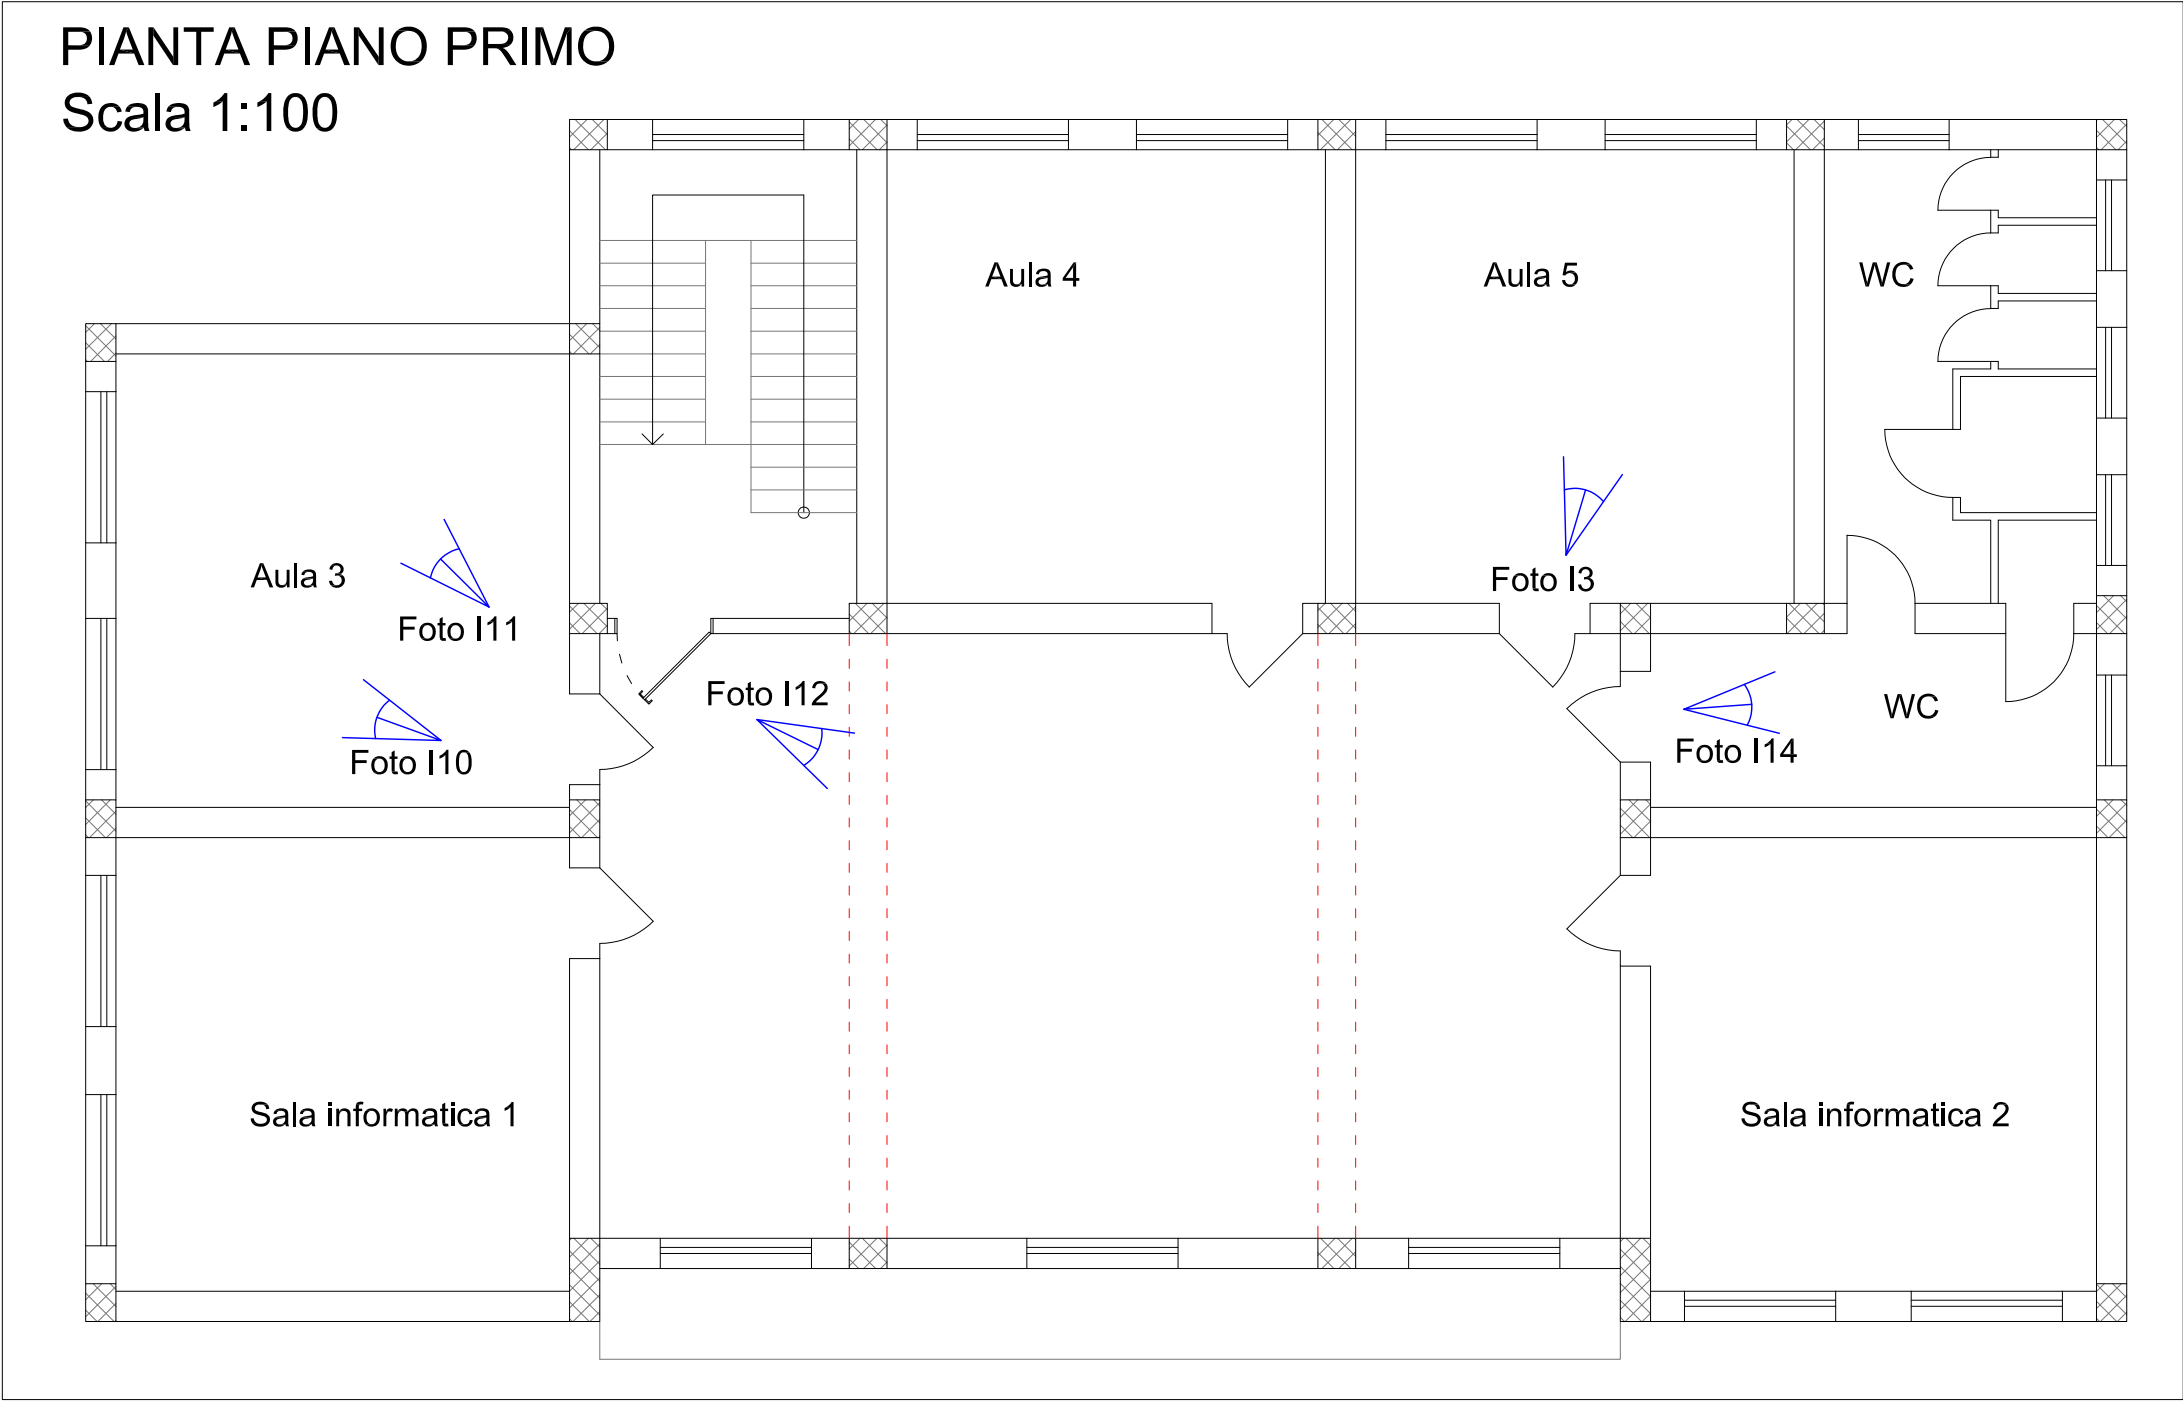 PIANTA PIANO PRIMO
Scala 1:100
Aula 4
Aula 5
WC
Aula 3
Foto I3
Foto I11
Foto I12
WC
Foto I14
Foto I10
Sala informatica 1
Sala informatica 2